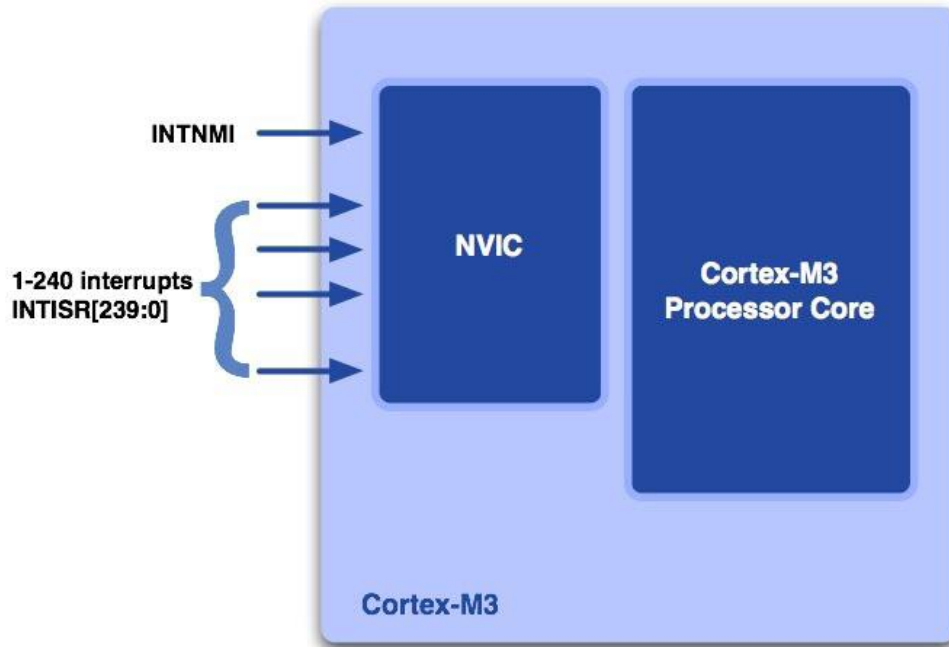 INTNMI
1-240 interrupts
INTISR[239:0]
NVIC
Cortex-M3
Processor Core
Cortex-M3